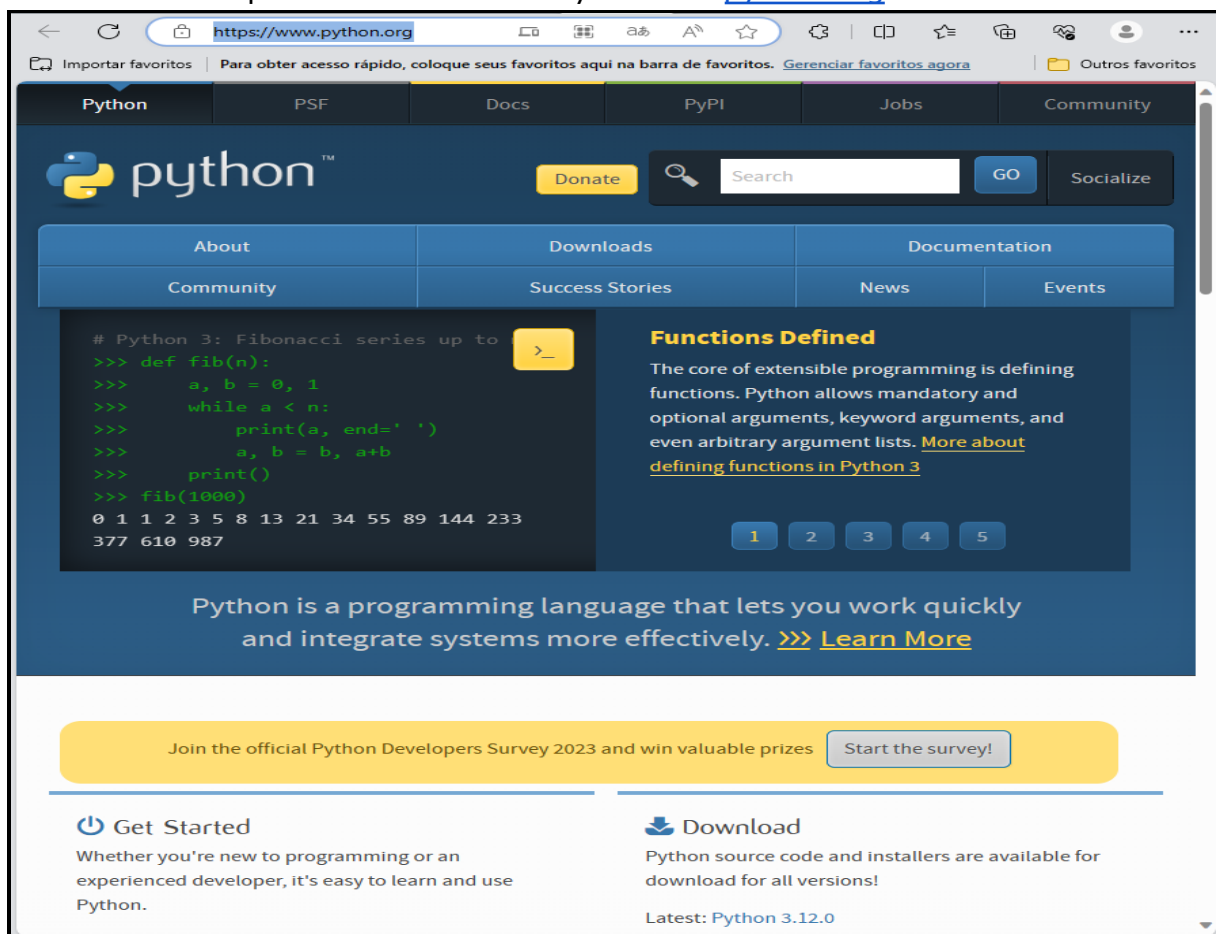 https://www.python.org
Importar favoritos | Para obter acesso rápido, coloque seus favoritos aqui na barra de favoritos. Gerenciar favoritos agora | Outros favoritos
Python PSF Docs PyPI Jobs Community
python™ Donate Search GO Socialize
About Downloads Documentation
Community Success Stories News Events
# Python 3: Fibonacci series up to
>>> def fib(n):
>>> a, b = 0, 1
>>> while a < n:
>>> print(a, end=' ')
>>> a, b = b, a+b
>>> print()
>>> fib(1000)
0 1 1 2 3 5 8 13 21 34 55 89 144 233
377 610 987
>_
Functions Defined
The core of extensible programming is defining
functions. Python allows mandatory and
optional arguments, keyword arguments, and
even arbitrary argument lists. More about
defining functions in Python 3
1 2 3 4 5
Python is a programming language that lets you work quickly
and integrate systems more effectively. >>> Learn More
Join the official Python Developers Survey 2023 and win valuable prizes Start the survey!
Get Started
Whether you're new to programming or an
experienced developer, it's easy to learn and use
Python.
Download
Python source code and installers are available for
download for all versions!
Latest: Python 3.12.0